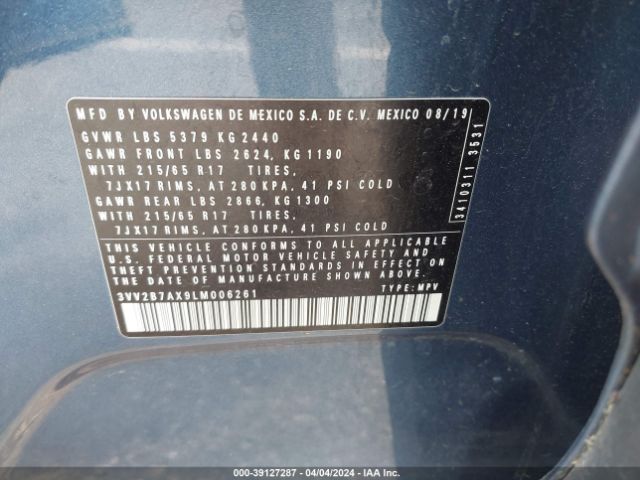 MFD BY VOLKSWAGEN DE MEXICO S.A. DE C.V. MEXICO 08/19
GVWR LBS 5379 KG 2440
GAWR FRONT LBS 2624, KG 1190
WITH 215/65 R17 TIRES,
7JX17 RIMS, AT 280 KPA, 41 PSI COLD
GAWR REAR LBS 2866, KG 1300
WITH 215/65 R17 TIRES,
7JX17 RIMS, AT 280 KPA, 41 PSI COLD
THIS VEHICLE CONFORMS TO ALL APPLICABLE
U.S. FEDERAL MOTOR VEHICLE SAFETY AND
THEFT PREVENTION STANDARDS IN EFFECT ON
THE DATE OF MANUFACTURE SHOWN ABOVE.
3VV2B7AX9LM006261 TYPE: MPV
3410311 3531
000-39127287 - 04/04/2024 - IAA Inc.